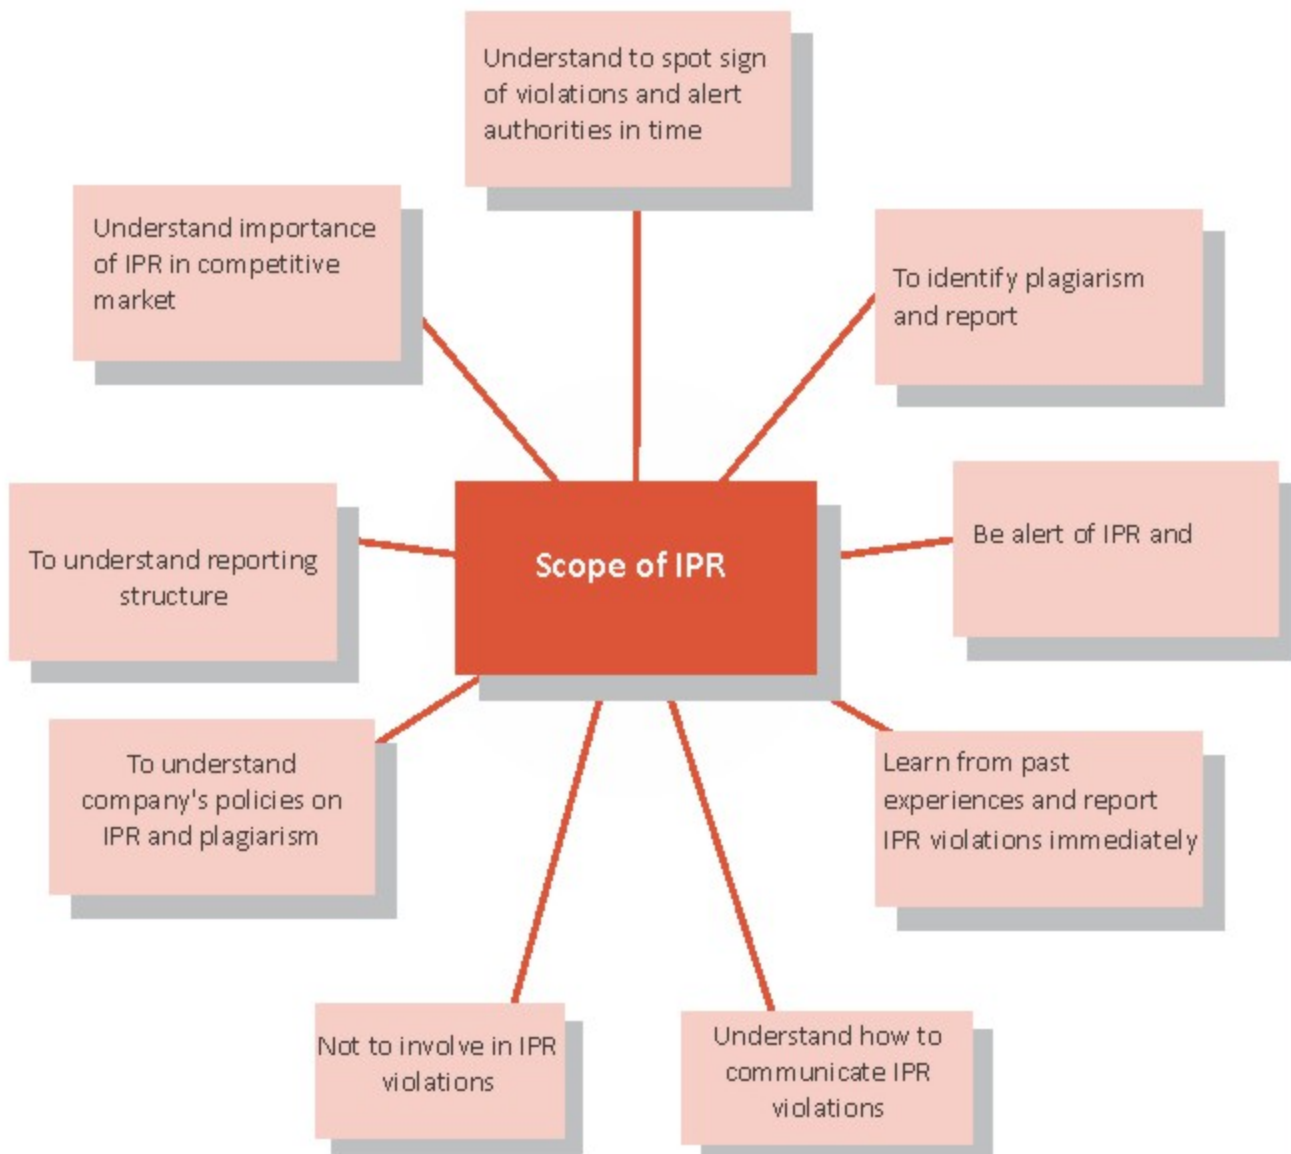 Understand to spot sign
of violations and alert
authorities in time
Understand importance
of IPR in competitive
market
To identify plagiarism
and report
To understand reporting
structure
Scope of IPR
Be alert of IPR and
To understand
company's policies on
IPR and plagiarism
Learn from past
experiences and report
IPR violations immediately
Not to involve in IPR
violations
Understand how to
communicate IPR
violations